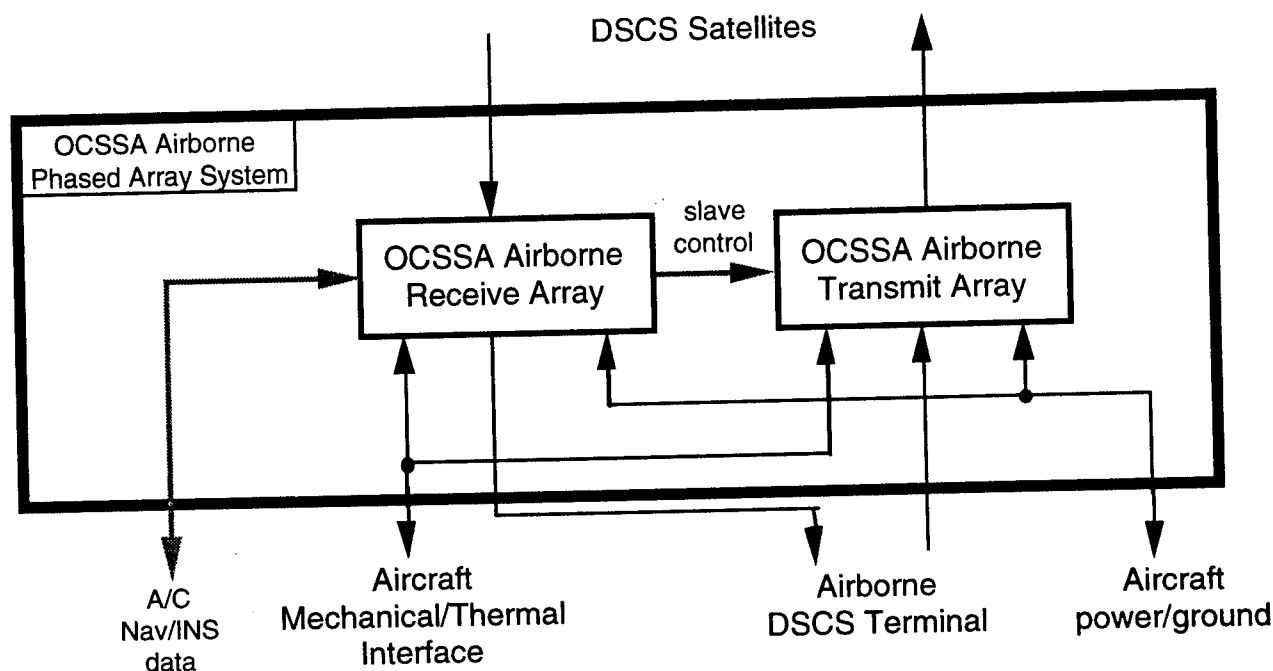 DSCS Satellites
OCSSA Airborne
Phased Array System
slave
control
OCSSA Airborne
Receive Array
OCSSA Airborne
Transmit Array
A/C
Nav/INS
data
Aircraft
Mechanical/Thermal
Interface
Airborne
DSCS Terminal
Aircraft
power/ground